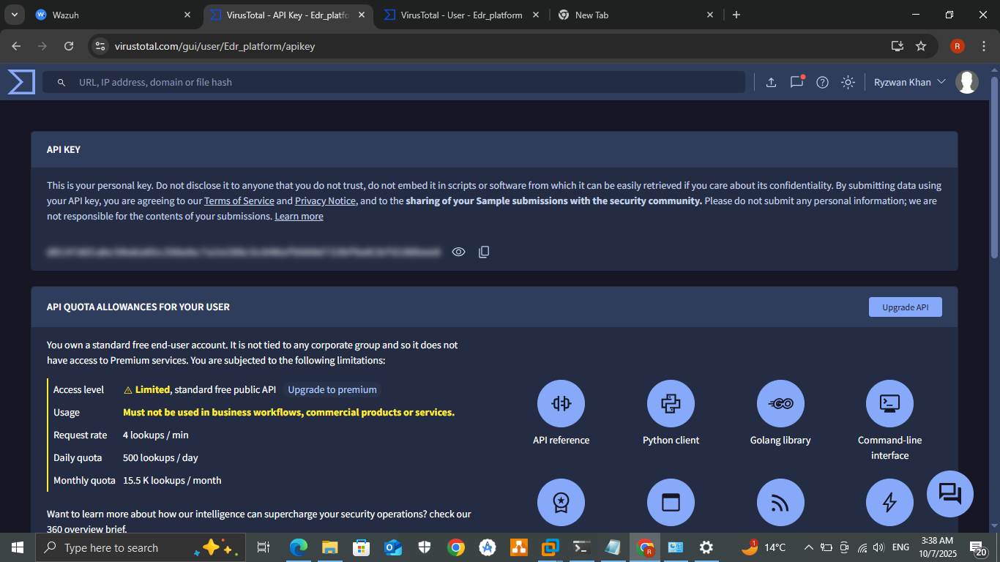 Wazuh
VirusTotal - API Key - Edr_platfo
VirusTotal - User - Edr_platform
New Tab
virustotal.com/gui/user/Edr_platform/apikey
R
URL, IP address, domain or file hash
Ryzwan Khan
API KEY
This is your personal key. Do not disclose it to anyone that you do not trust, do not embed it in scripts or software from which it can be easily retrieved if you care about its confidentiality. By submitting data using
your API key, you are agreeing to our Terms of Service and Privacy Notice, and to the sharing of your Sample submissions with the security community. Please do not submit any personal information; we are
not responsible for the contents of your submissions. Learn more
API QUOTA ALLOWANCES FOR YOUR USER
Upgrade API
You own a standard free end-user account. It is not tied to any corporate group and so it does
not have access to Premium services. You are subjected to the following limitations:
Access level Limited, standard free public API Upgrade to premium
Usage Must not be used in business workflows, commercial products or services.
Request rate 4 lookups / min
Daily quota 500 lookups / day
Monthly quota 15.5 K lookups / month
Want to learn more about how our intelligence can supercharge your security operations? check our
360 overview brief.
GO
API reference
Python client
Golang library
Command-line
interface
Type here to search
R
1
14°C
ENG
3:38 AM
10/7/2025
20